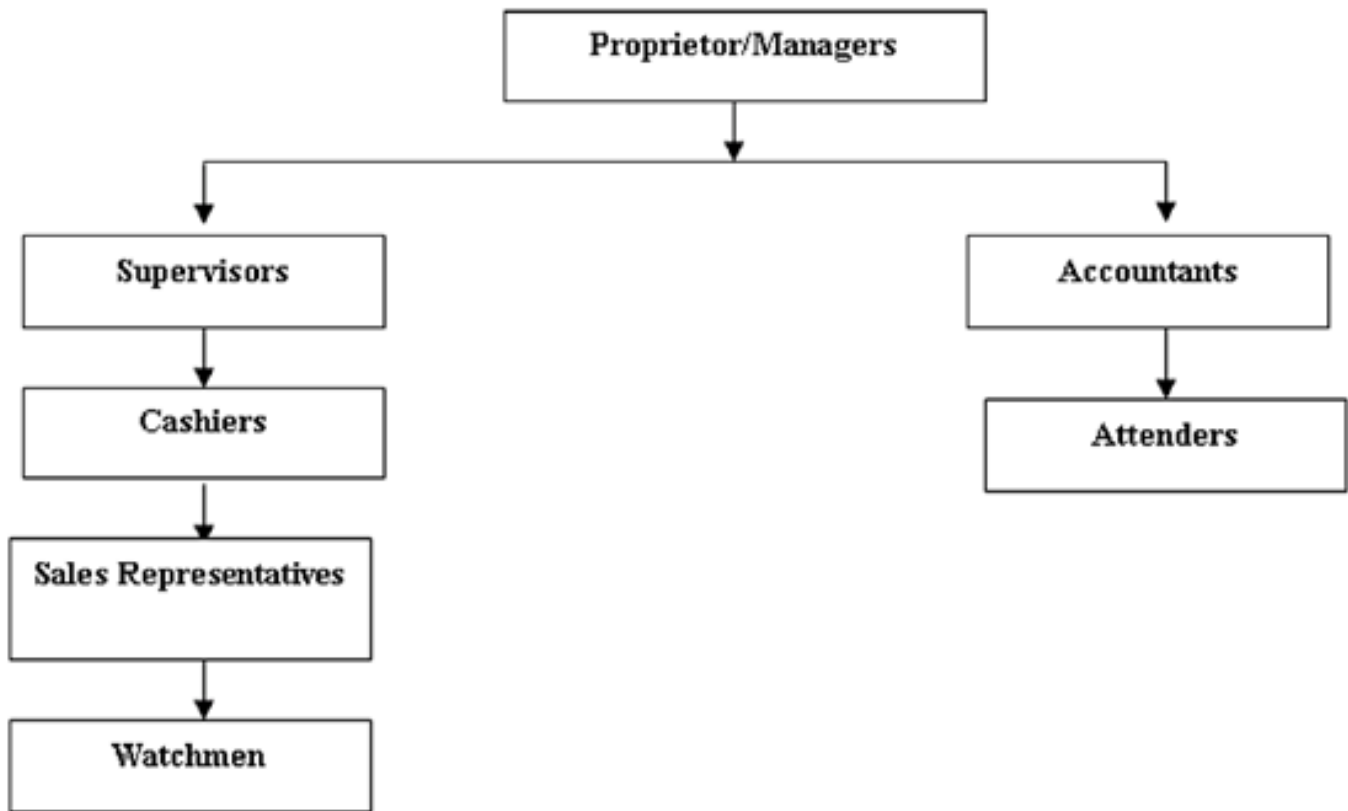 Proprietor/Managers
Supervisors
Accountants
Cashiers
Attenders
Sales Representatives
Watchmen